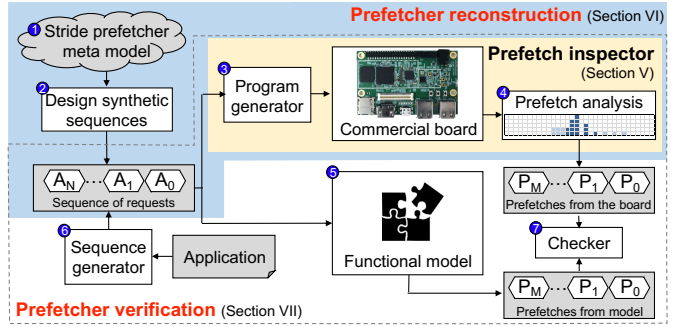 Prefetcher reconstruction (Section VI)
1
Stride prefetcher
meta model
Prefetch inspector
(Section V)
2
Design synthetic
sequences
3
Program
generator
Commercial board
4
Prefetch analysis
A_N ... A_1 A_0
Sequence of requests
5
Functional model
P_M ... P_1 P_0
Prefetches from the board
6
Sequence
generator
Application
7
Checker
P_M ... P_1 P_0
Prefetches from model
Prefetcher verification (Section VII)